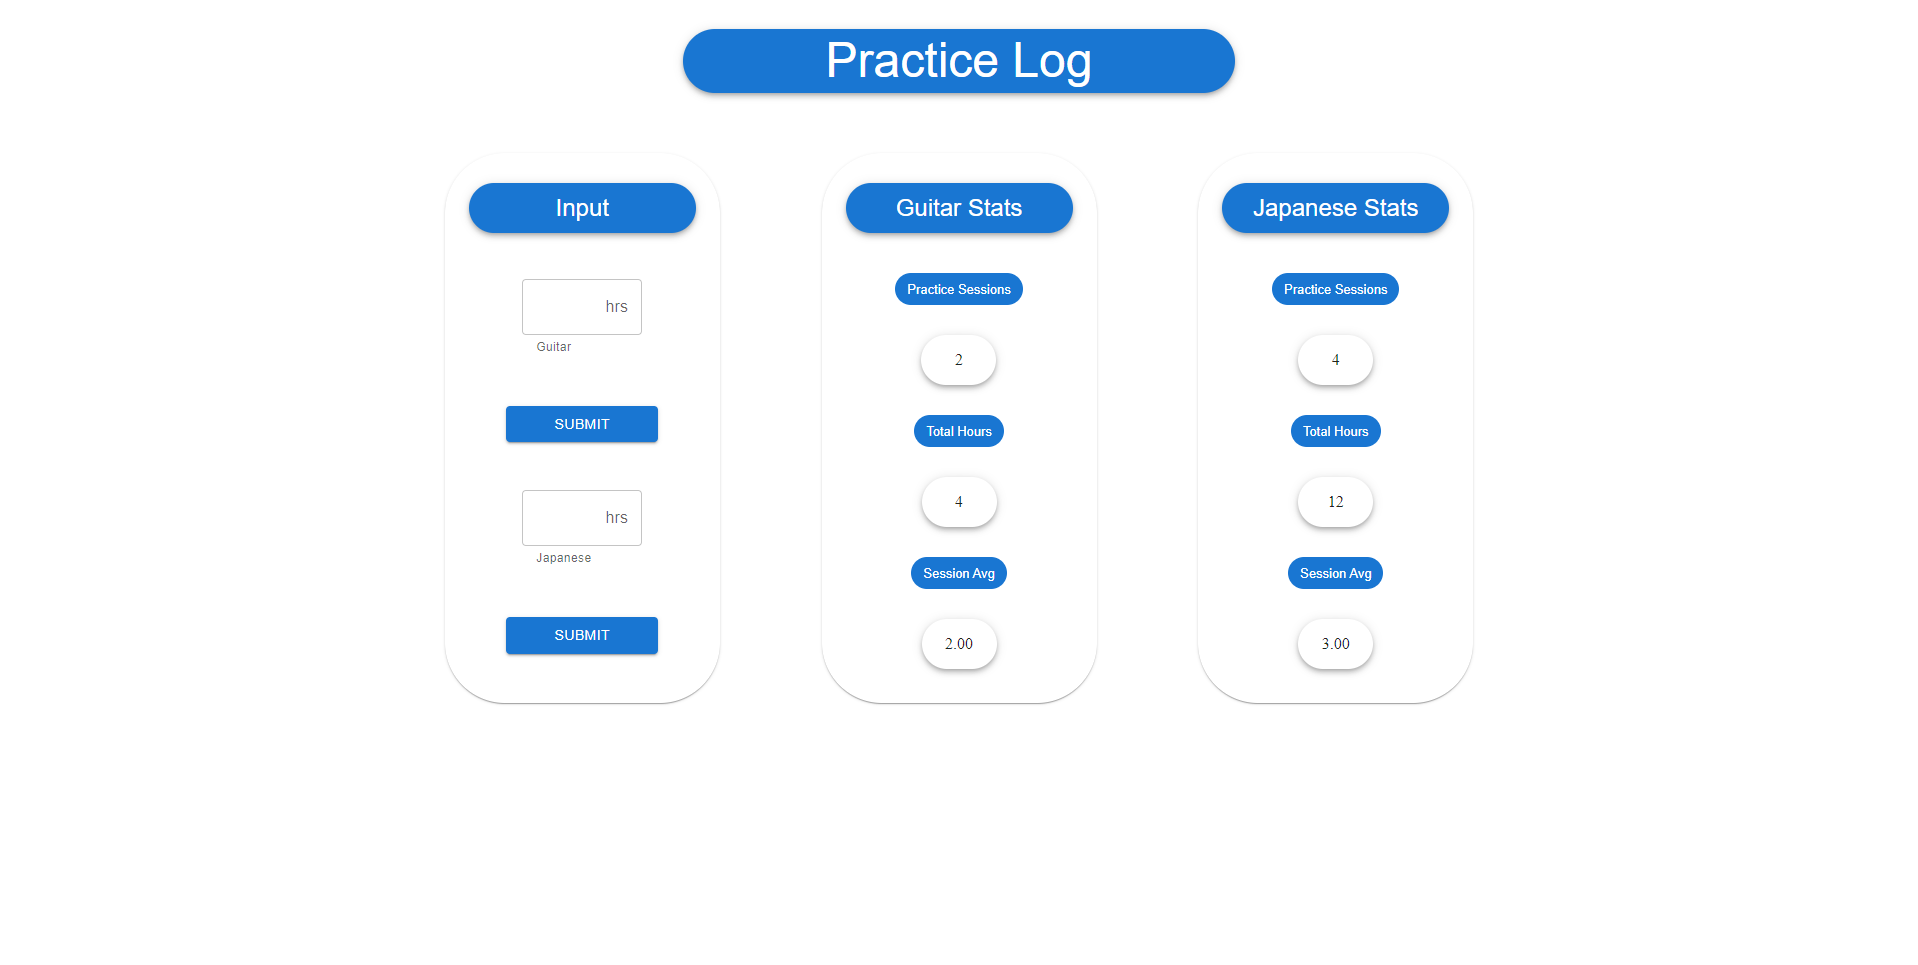 Practice Log
Input
hrs
Guitar
SUBMIT
hrs
Japanese
SUBMIT
Guitar Stats
Practice Sessions
2
Total Hours
4
Session Avg
2.00
Japanese Stats
Practice Sessions
4
Total Hours
12
Session Avg
3.00